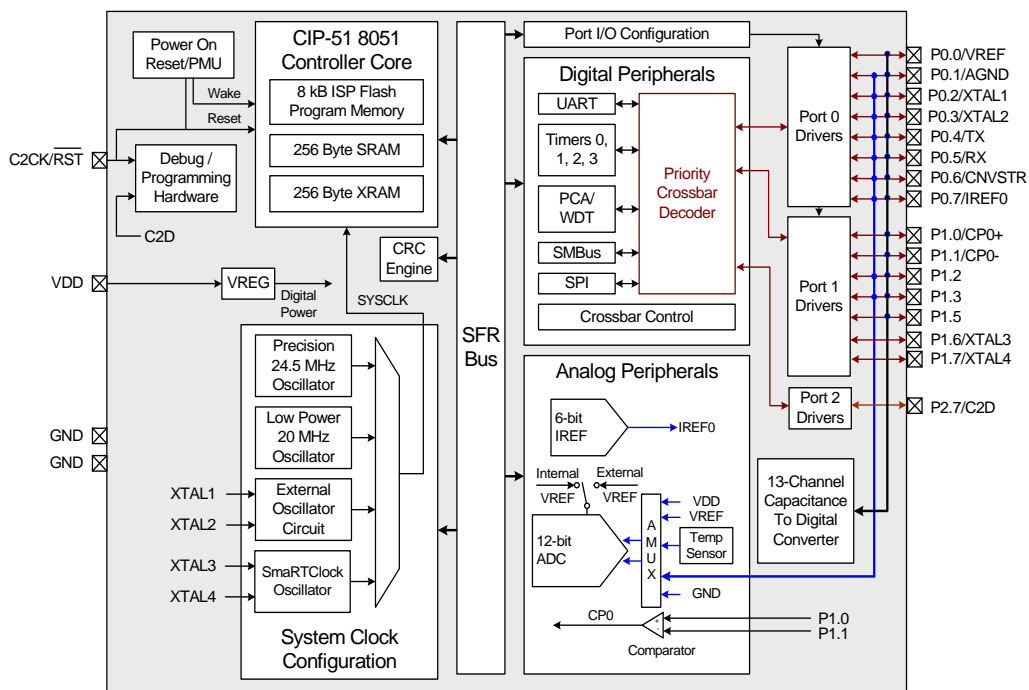 Power On
Reset/PMU
Wake
Reset
C2CK/RST
Debug /
Programming
Hardware
C2D
VDD
VREG
Digital
Power
SYSCLK
CIP-51 8051
Controller Core
8 kB ISP Flash
Program Memory
256 Byte SRAM
256 Byte XRAM
CRC
Engine
Precision
24.5 MHz
Oscillator
Low Power
20 MHz
Oscillator
External
Oscillator
Circuit
SmaRTClock
Oscillator
System Clock
Configuration
GND
GND
XTAL1
XTAL2
XTAL3
XTAL4
SFR
Bus
Port I/O Configuration
Digital Peripherals
UART
Timers 0,
1, 2, 3
PCA/
WDT
SMBus
SPI
Priority
Crossbar
Decoder
Crossbar Control
Analog Peripherals
6-bit
IREF
IREF0
Internal
External
VREF
VREF
12-bit
ADC
A
M
U
X
VDD
VREF
Temp
Sensor
GND
CP0
+
-
Comparator
P1.0
P1.1
Port 0
Drivers
Port 1
Drivers
Port 2
Drivers
13-Channel
Capacitance
To Digital
Converter
P0.0/VREF
P0.1/AGND
P0.2/XTAL1
P0.3/XTAL2
P0.4/TX
P0.5/RX
P0.6/CNV/STR
P0.7/IREF0
P1.0/CP0+
P1.1/CP0-
P1.2
P1.3
P1.5
P1.6/XTAL3
P1.7/XTAL4
P2.7/C2D